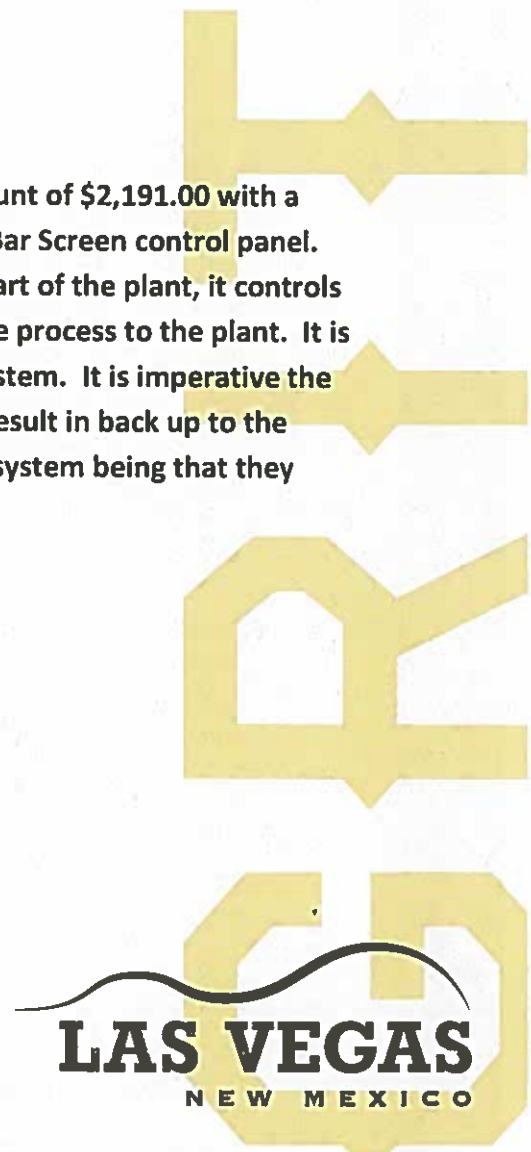 unt of $2,191.00 with a
Bar Screen control panel.
art of the plant, it controls
e process to the plant. It is
stem. It is imperative the
esult in back up to the
system being that they
GRIT
LAS VEGAS
NEW MEXICO